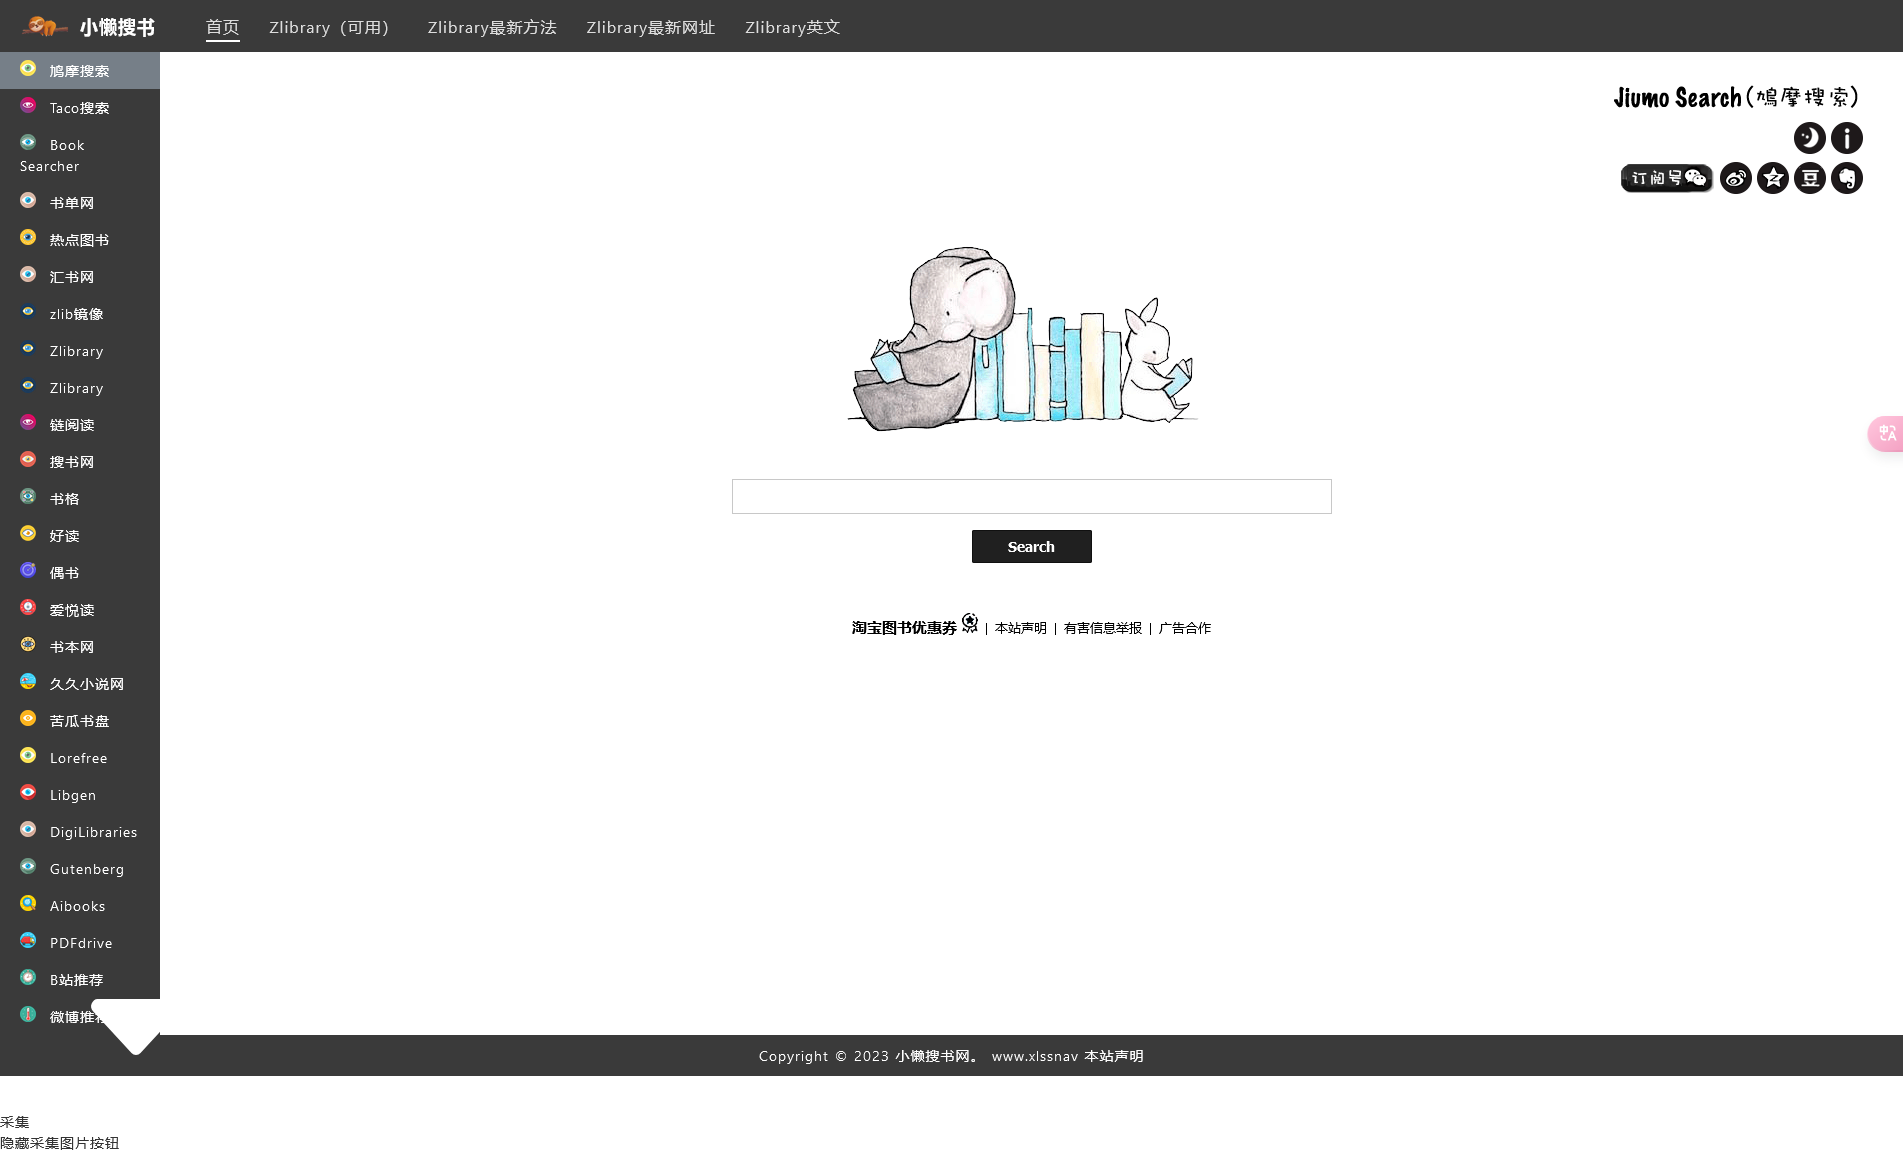 小懒搜书
首页 Zlibrary（可用） Zlibrary最新方法 Zlibrary最新网址 Zlibrary英文
鸠摩搜索
Taco搜索
Book
Searcher
书单网
热点图书
汇书网
zlib镜像
Zlibrary
Zlibrary
链阅读
搜书网
书格
好读
偶书
爱悦读
书本网
久久小说网
苦瓜书盘
Lorefree
Libgen
DigiLibraries
Gutenberg
Aibooks
PDFdrive
B站推荐
微博推荐
Jiumo Search(鸠摩搜索)
i
订阅号
豆
中A
Search
淘宝图书优惠券 | 本站声明 | 有害信息举报 | 广告合作
Copyright © 2023 小懒搜书网。 www.xlssnav 本站声明
采集
隐藏采集图片按钮